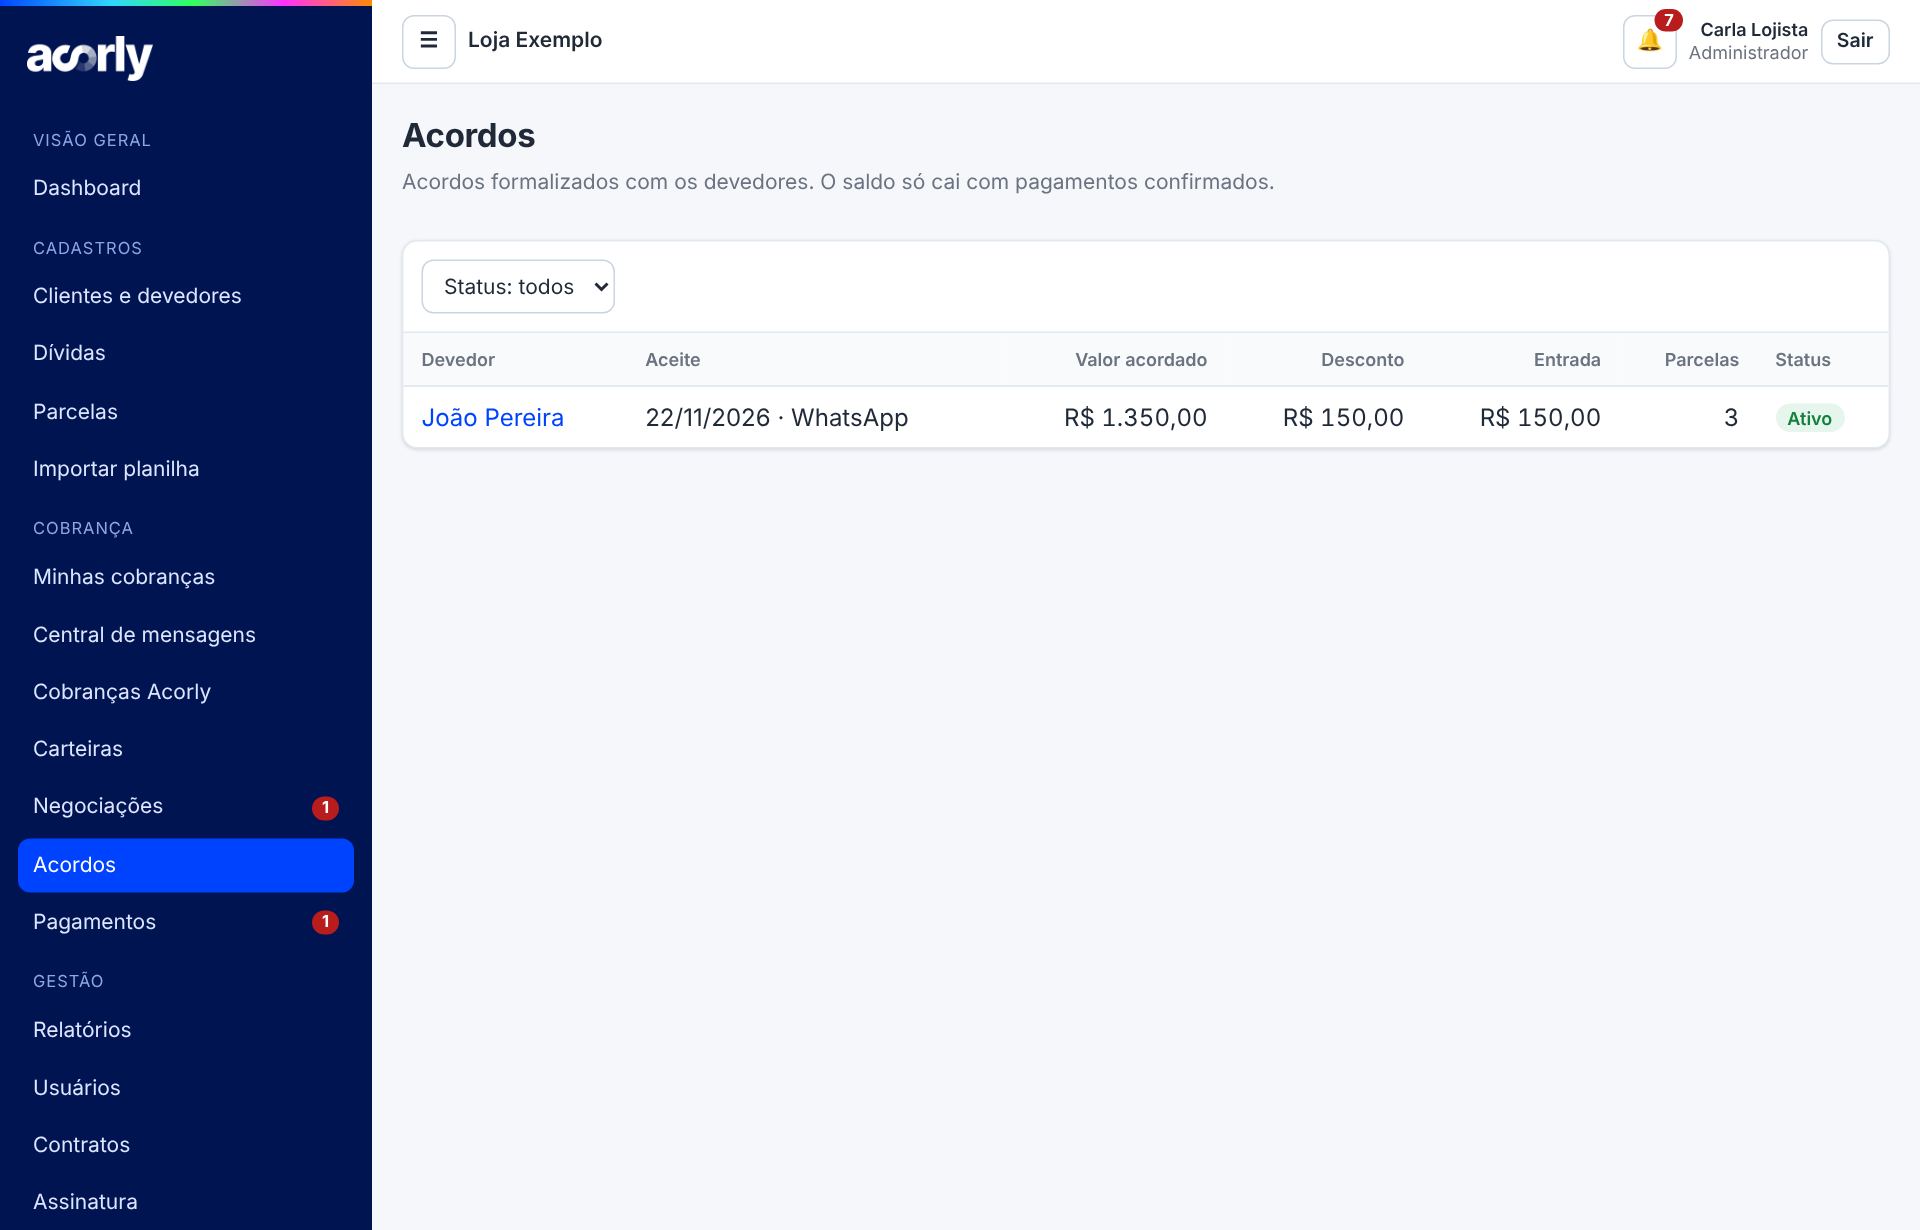 acorly
VISÃO GERAL
Dashboard
CADASTROS
Clientes e devedores
Dívidas
Parcelas
Importar planilha
COBRANÇA
Minhas cobranças
Central de mensagens
Cobranças Acorly
Carteiras
Negociações 1
Acordos
Pagamentos 1
GESTÃO
Relatórios
Usuários
Contratos
Assinatura
Loja Exemplo
7
Carla Lojista
Administrador
Sair
Acordos
Acordos formalizados com os devedores. O saldo só cai com pagamentos confirmados.
Status: todos
Devedor Aceite Valor acordado Desconto Entrada Parcelas Status
João Pereira 22/11/2026 · WhatsApp R$ 1.350,00 R$ 150,00 R$ 150,00 3 Ativo